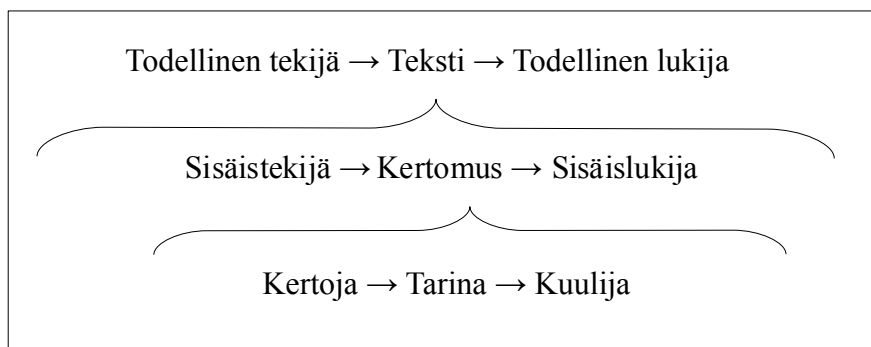 Todellinen tekijä → Teksti → Todellinen lukija
Sisäistekijä → Kertomus → Sisäislukija
Kertoja → Tarina → Kuulija